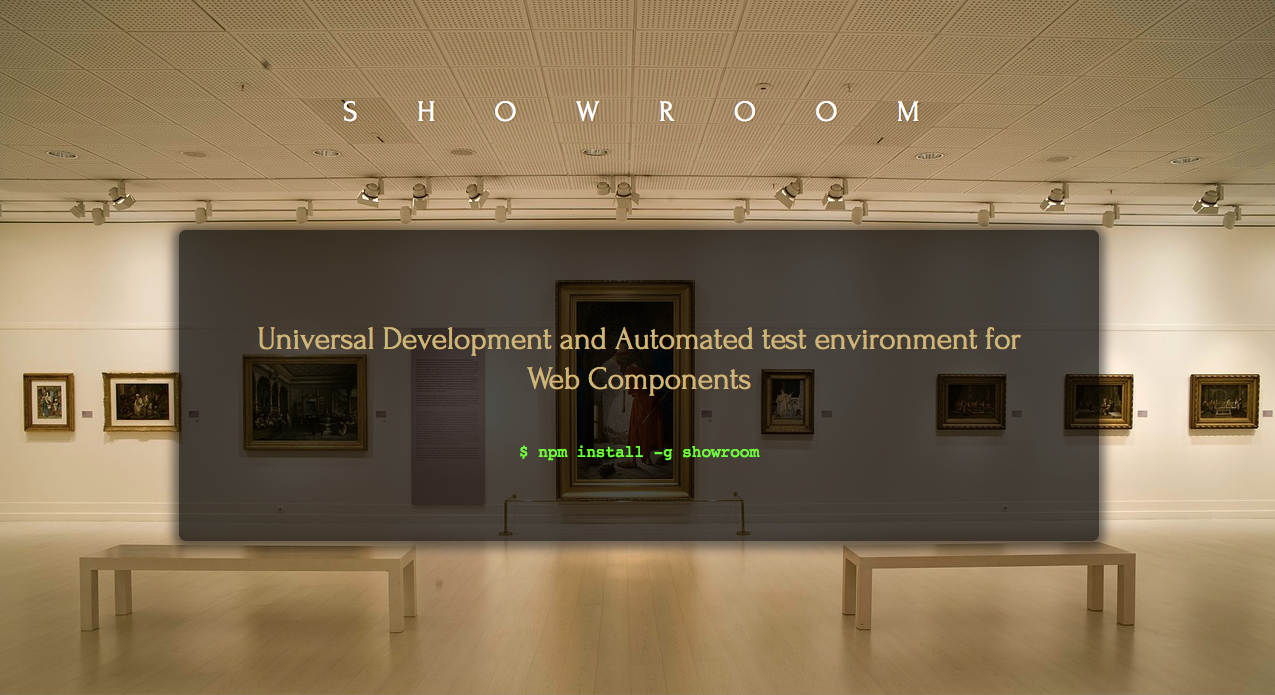 S H O W R O O M
Universal Development and Automated test environment for
Web Components
$ npm install -g showroom